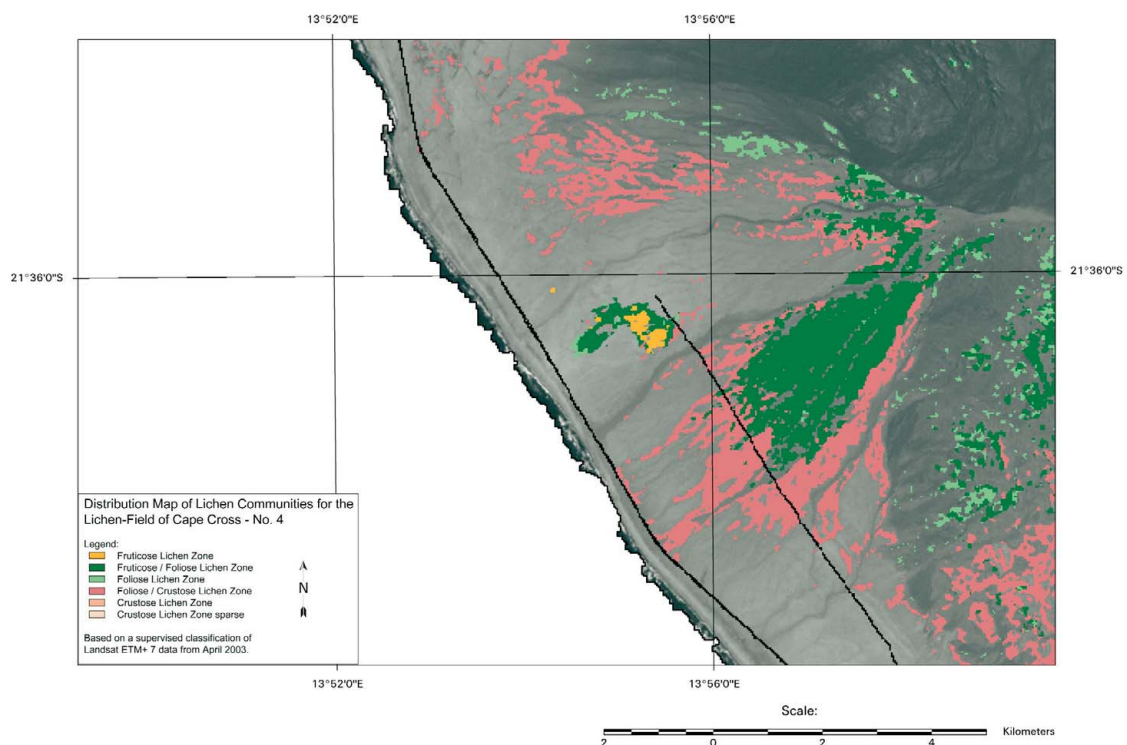 13°52'0"E 13°56'0"E
21°36'0"S 21°36'0"S
Distribution Map of Lichen Communities for the
Lichen-Field of Cape Cross - No. 4
Legend:
Fruticose Lichen Zone
Fruticose / Foliose Lichen Zone
Foliose Lichen Zone
Foliose / Crustose Lichen Zone
Crustose Lichen Zone
Crustose Lichen Zone sparse
N
Based on a supervised classification of
Landsat ETM+ 7 data from April 2003.
13°52'0"E 13°56'0"E
Scale:
2 0 2 4 Kilometers